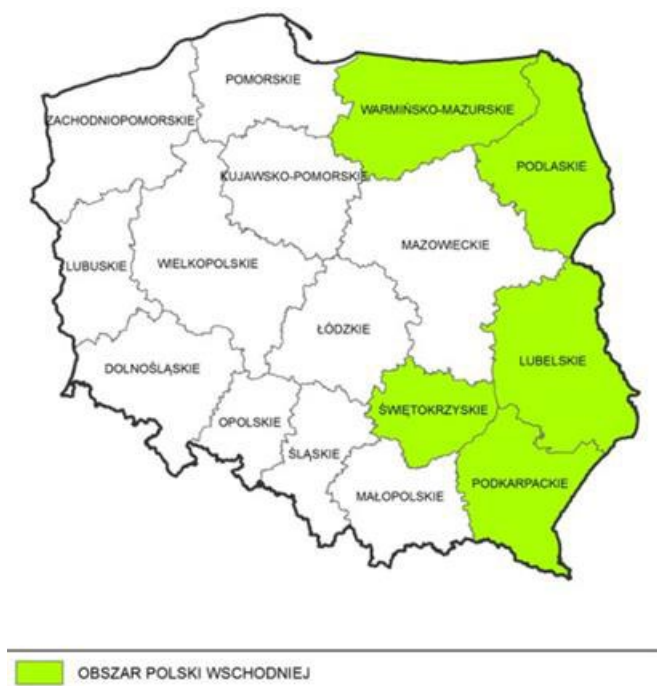 POMORSKIE
WARMIŃSKO-MAZURSKIE
ZACHODNIOPOMORSKIE
PODLASKIE
KUJAWSKO-POMORSKIE
MAZOWIECKIE
LUBUSKIE
WIELKOPOLSKIE
ŁÓDZKIE
LUBELSKIE
DOLNOŚLĄSKIE
ŚWIĘTOKRZYSKIE
OPOLSKIE
ŚLĄSKIE
PODKARPACKIE
MAŁOPOLSKIE
OBSZAR POLSKI WSCHODNIEJ